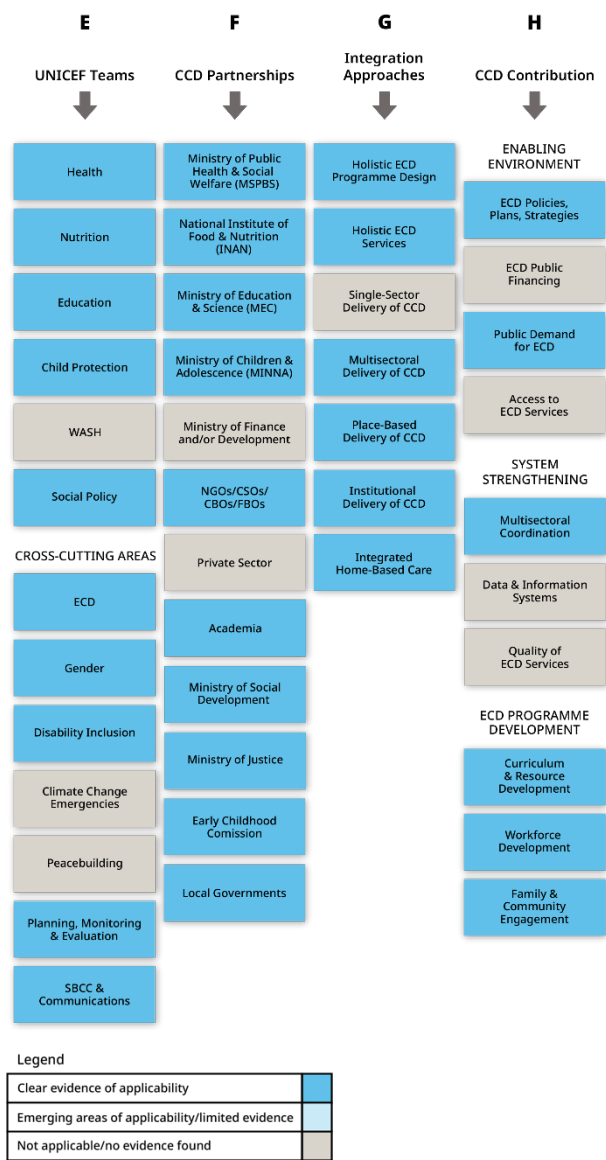 E
UNICEF Teams
Health
Nutrition
Education
Child Protection
WASH
Social Policy
CROSS-CUTTING AREAS
ECD
Gender
Disability Inclusion
Climate Change
Emergencies
Peacebuilding
Planning, Monitoring
& Evaluation
SBCC &
Communications
F
CCD Partnerships
Ministry of Public
Health & Social
Welfare (MSPBS)
National Institute of
Food & Nutrition
(INAN)
Ministry of Education
& Science (MEC)
Ministry of Children &
Adolescence (MINNA)
Ministry of Finance
and/or Development
NGOs/CSOs/
CBOs/FBOs
Private Sector
Academia
Ministry of Social
Development
Ministry of Justice
Early Childhood
Comission
Local Governments
G
Integration
Approaches
Holistic ECD
Programme Design
Holistic ECD
Services
Single-Sector
Delivery of CCD
Multisectoral
Delivery of CCD
Place-Based
Delivery of CCD
Institutional
Delivery of CCD
Integrated
Home-Based Care
H
CCD Contribution
ENABLING
ENVIRONMENT
ECD Policies,
Plans, Strategies
ECD Public
Financing
Public Demand
for ECD
Access to
ECD Services
SYSTEM
STRENGTHENING
Multisectoral
Coordination
Data & Information
Systems
Quality of
ECD Services
ECD PROGRAMME
DEVELOPMENT
Curriculum
& Resource
Development
Workforce
Development
Family &
Community
Engagement
Legend
Clear evidence of applicability
Emerging areas of applicability/limited evidence
Not applicable/no evidence found